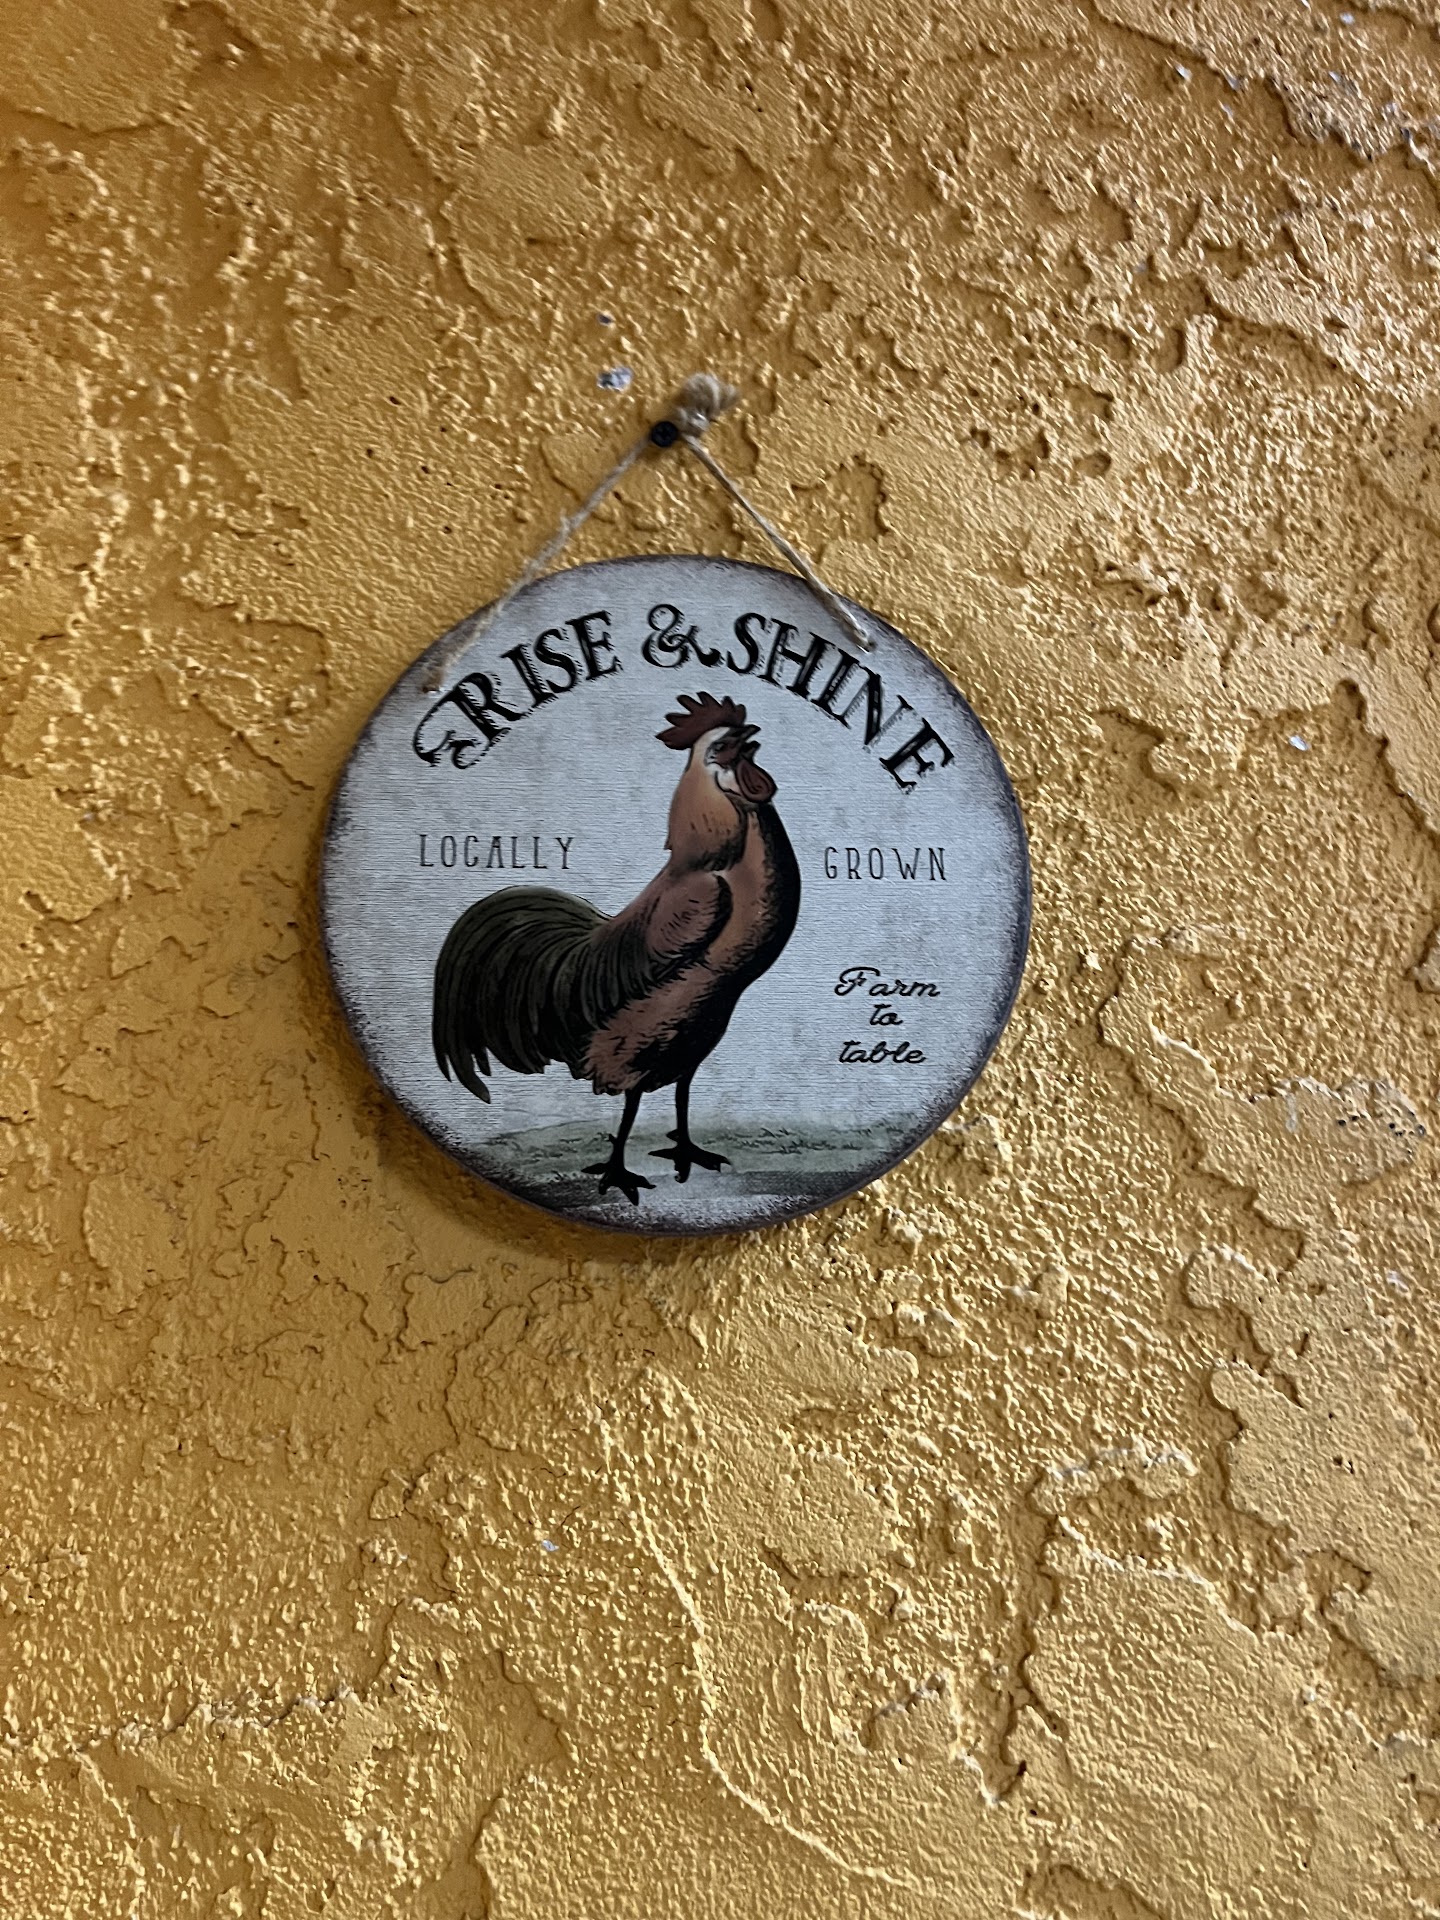 RISE & SHINE
LOCALLY GROWN
Farm
to
table